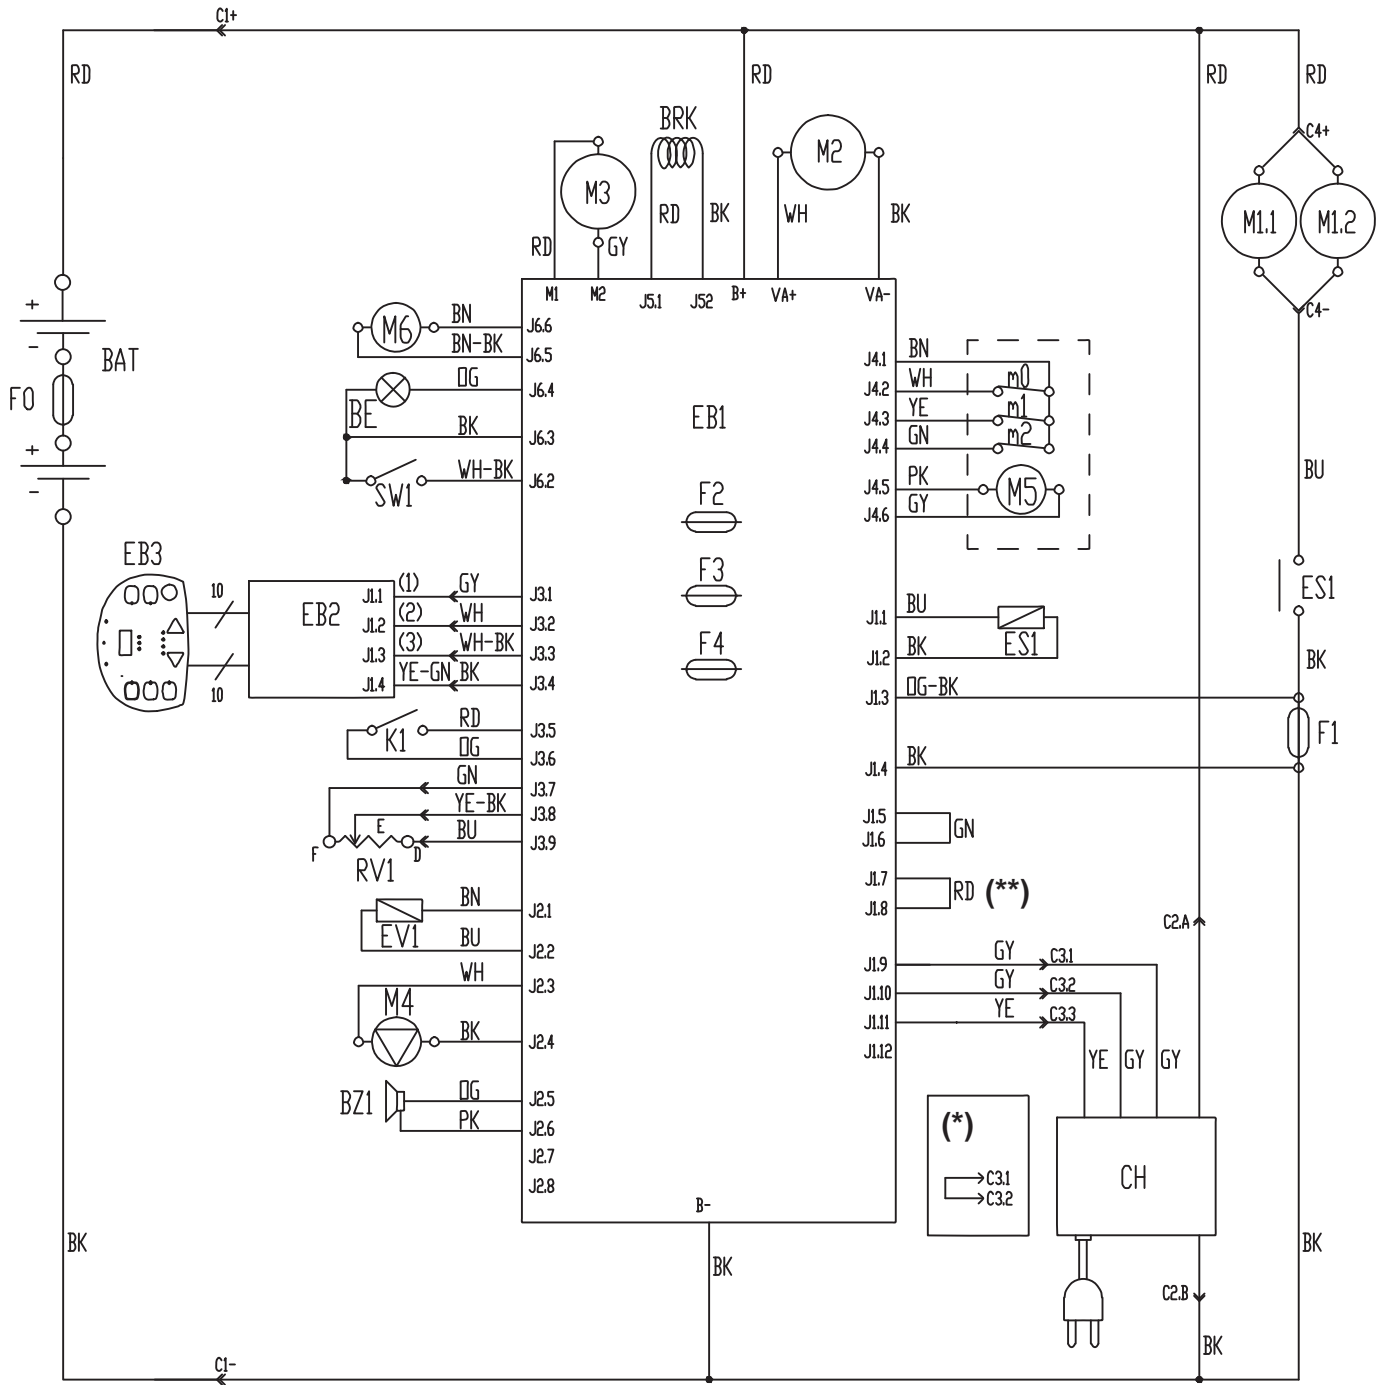 C1+
RD
RD
RD
RD
C4+
BRK
M2
M3
RD
BK
WH
BK
M1.1
M1.2
RD
GY
M1
M2
J5.1
J52
B+
VA+
VA-
C4-
+
-
BAT
F0
+
-
M6
BN
J6.6
BN-BK
J6.5
OG
J6.4
BE
BK
J6.3
WH-BK
J6.2
SW1
EB1
F2
F3
F4
J4.1
BN
J4.2
WH
m0
J4.3
YE
m1
J4.4
GN
m2
J4.5
PK
M5
J4.6
GY
BU
ES1
BK
F1
EB3
10
10
EB2
J1.1
(1)
GY
J3.1
J1.2
(2)
WH
J3.2
J1.3
(3)
WH-BK
J3.3
J1.4
YE-GN
BK
J3.4
J1.1
BU
ES1
J1.2
BK
J1.3
OG-BK
J1.4
BK
K1
RD
J3.5
OG
J3.6
GN
J3.7
YE-BK
J3.8
F
E
D
BU
J3.9
RV1
J1.5
J1.6
GN
J1.7
J1.8
RD (**)
BN
J2.1
EV1
BU
J2.2
WH
J2.3
M4
BK
J2.4
BZ1
OG
J2.5
PK
J2.6
J2.7
J2.8
C2.A
J1.9
GY
C3.1
J1.10
GY
C3.2
J1.11
YE
C3.3
J1.12
YE
GY
GY
(*)
C3.1
C3.2
CH
B-
BK
BK
BK
C2.B
BK
C1-